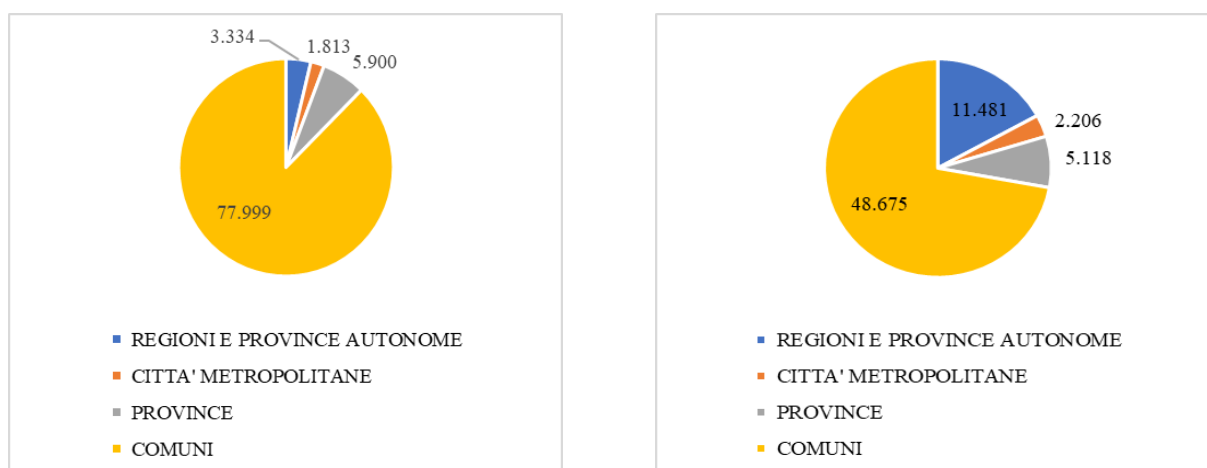 3.334
1.813
5.900
77.999
REGIONI E PROVINCE AUTONOME
CITTA' METROPOLITANE
PROVINCE
COMUNI
11.481
2.206
5.118
48.675
REGIONI E PROVINCE AUTONOME
CITTA' METROPOLITANE
PROVINCE
COMUNI